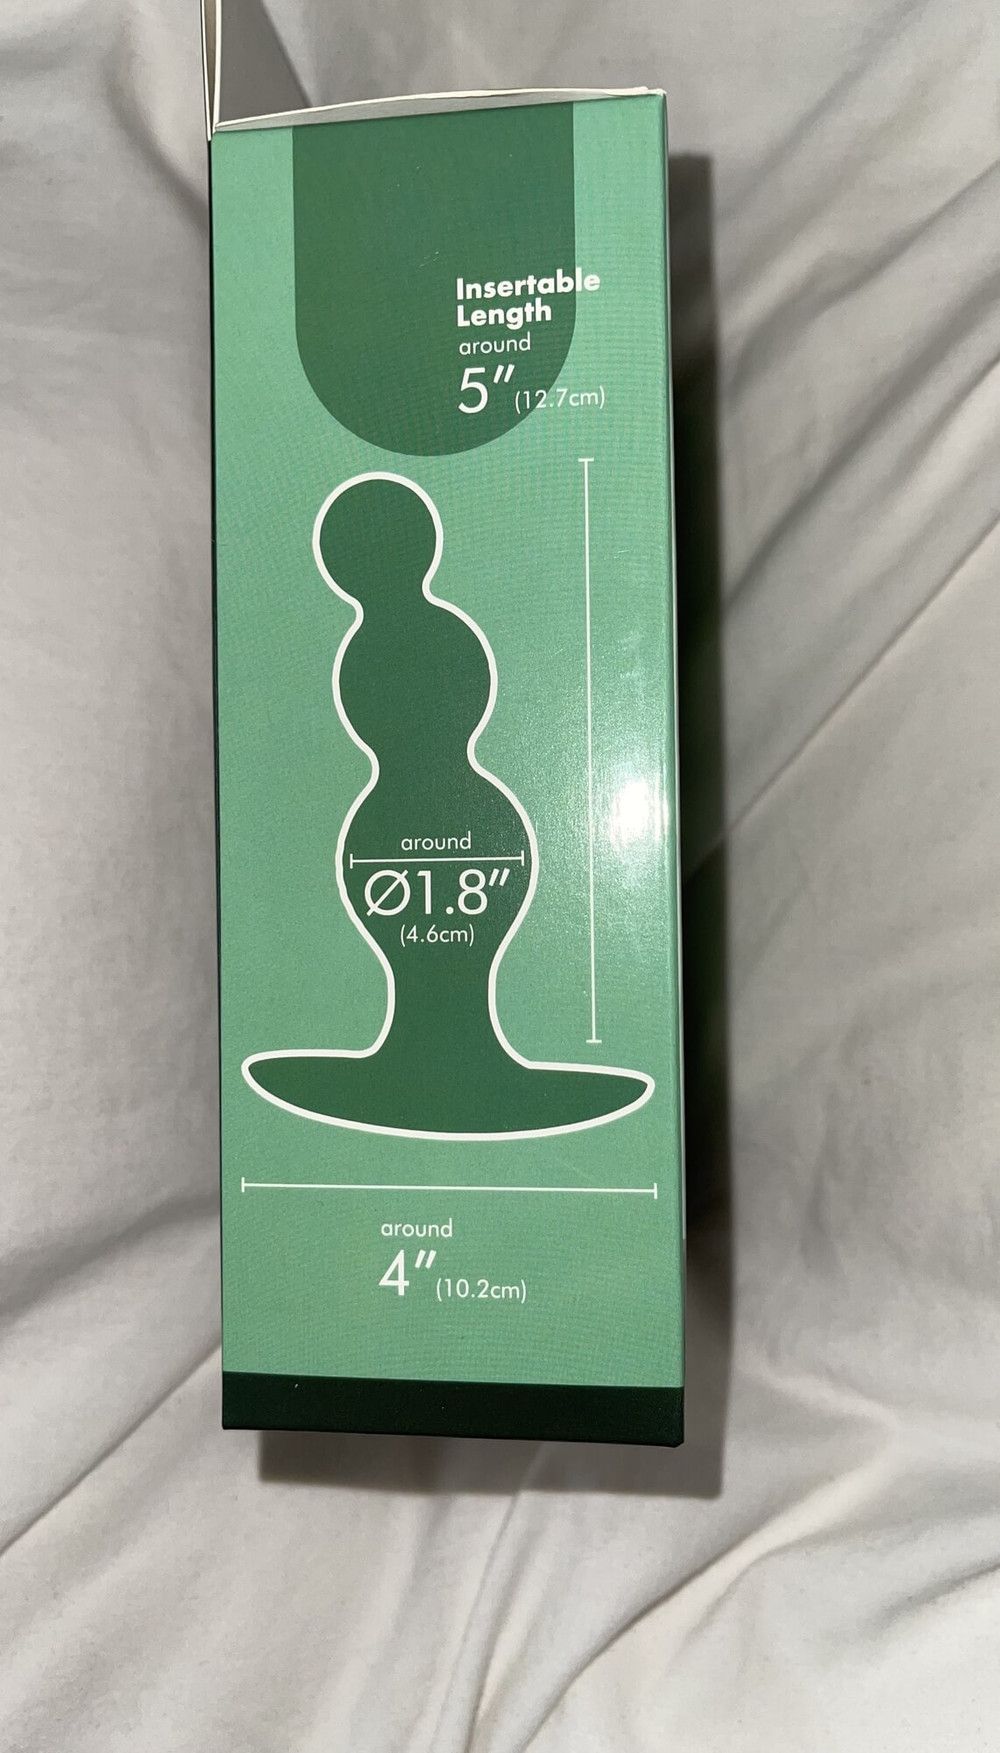 Insertable
Length
around
5″ (12.7cm)
around
Ø1.8″
(4.6cm)
around
4″ (10.2cm)